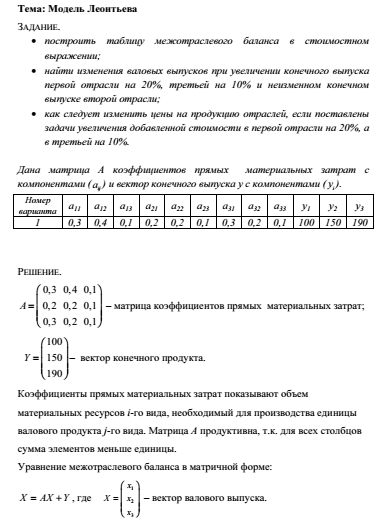 Тема: Модель Леонтьева
ЗАДАНИЕ.
• построить таблицу межотраслевого баланса в стоимостном
выражении;
• найти изменения валовых выпусков при увеличении конечного выпуска
первой отрасли на 20%, третьей на 10% и неизменном конечном
выпуске второй отрасли;
• как следует изменить цены на продукцию отраслей, если поставлены
задачи увеличения добавленной стоимости в первой отрасли на 20%, а
в третьей на 10%.
Дана матрица A коэффициентов прямых материальных затрат с
компонентами (a_ij) и вектор конечного выпуска y с компонентами (y_i).
Номер варианта a11 a12 a13 a21 a22 a23 a31 a32 a33 y1 y2 y3
1 0,3 0,4 0,1 0,2 0,2 0,1 0,3 0,2 0,1 100 150 190
РЕШЕНИЕ.
0,3 0,4 0,1
A = 0,2 0,2 0,1 – матрица коэффициентов прямых материальных затрат;
0,3 0,2 0,1
100
Y = 150 – вектор конечного продукта.
190
Коэффициенты прямых материальных затрат показывают объем
материальных ресурсов i-го вида, необходимый для производства единицы
валового продукта j-го вида. Матрица A продуктивна, т.к. для всех столбцов
сумма элементов меньше единицы.
Уравнение межотраслевого баланса в матричной форме:
x1
X = AX + Y, где X = x2 – вектор валового выпуска.
x3